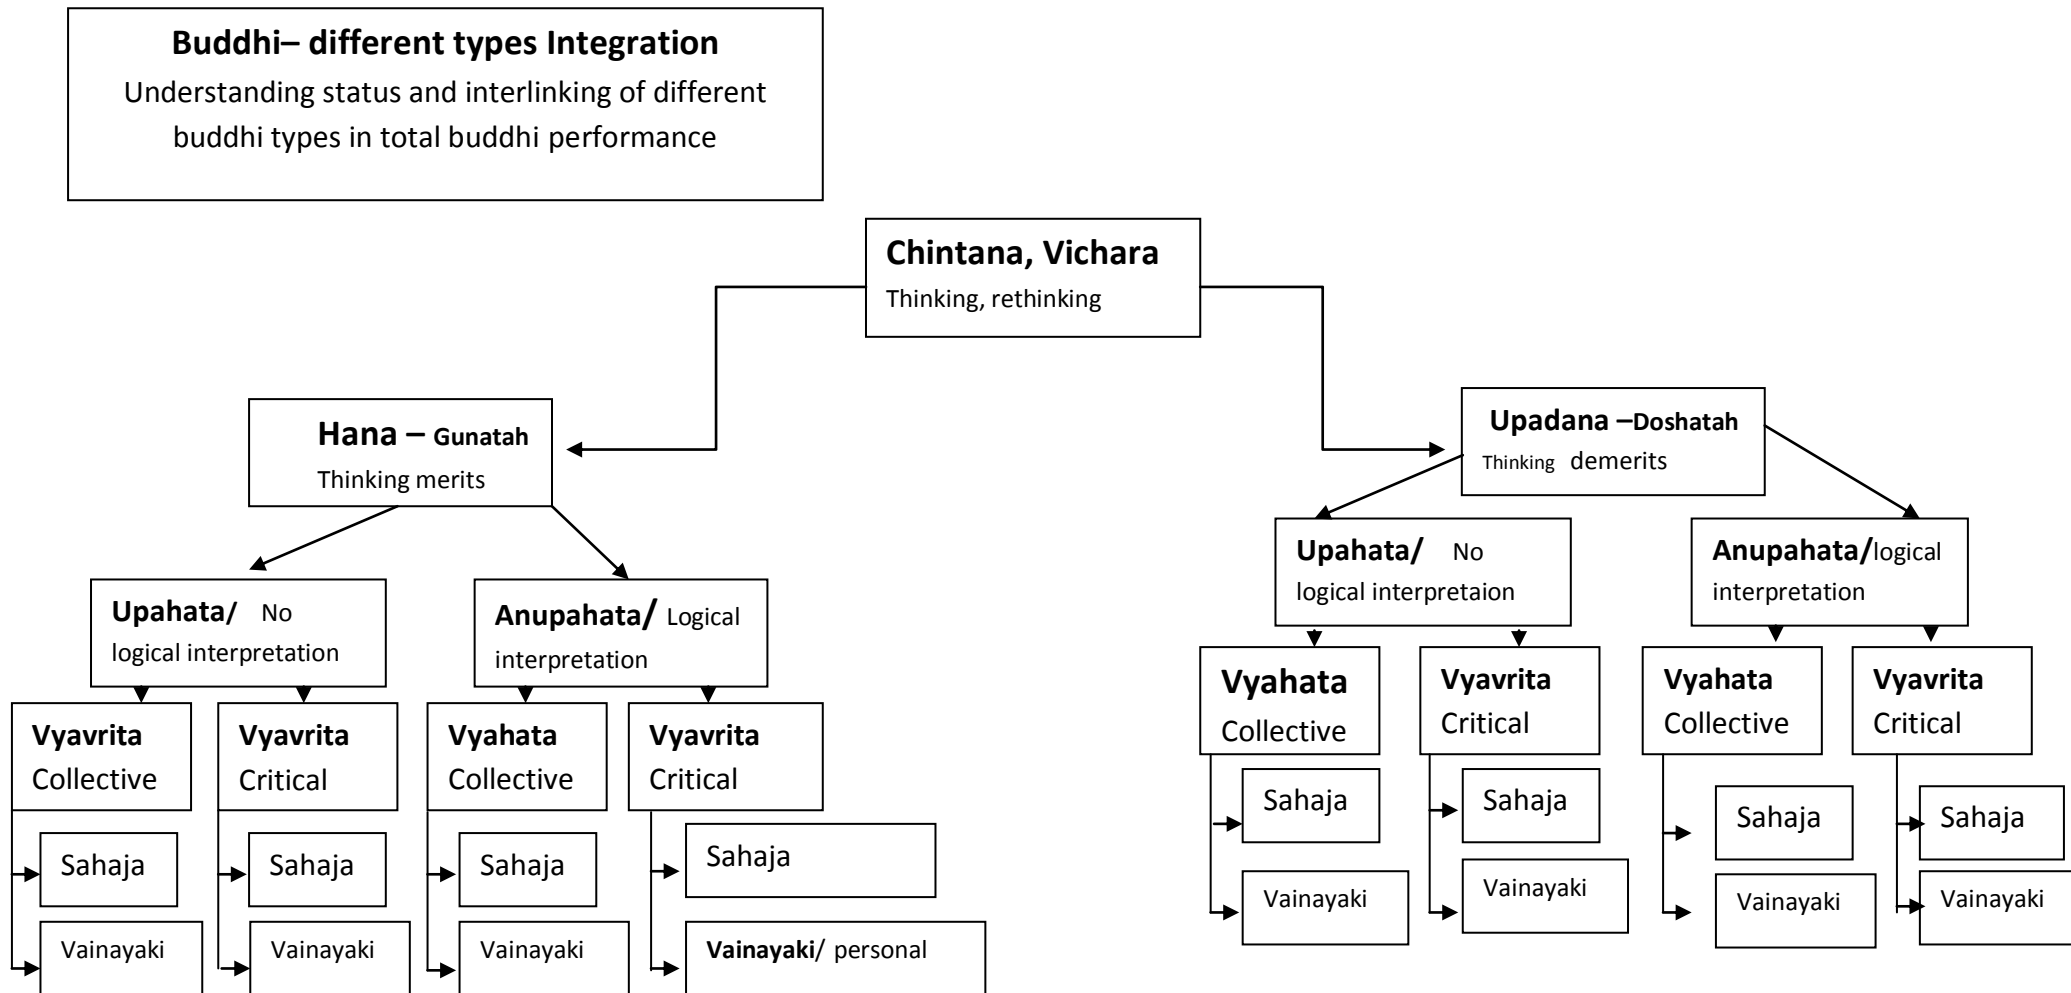 Buddhi– different types Integration
Understanding status and interlinking of different
buddhi types in total buddhi performance
Chintana, Vichara
Thinking, rethinking
Hana – Gunatah
Thinking merits
Upadana –Doshatah
Thinking demerits
Upahata/ No
logical interpretation
Anupahata/ Logical
interpretation
Upahata/ No
logical interpretaion
Anupahata/logical
interpretation
Vyavrita
Collective
Vyavrita
Critical
Vyahata
Collective
Vyavrita
Critical
Vyahata
Collective
Vyavrita
Critical
Vyahata
Collective
Vyavrita
Critical
Sahaja
Sahaja
Sahaja
Sahaja
Sahaja
Sahaja
Sahaja
Sahaja
Vainayaki
Vainayaki
Vainayaki
Vainayaki/ personal
Vainayaki
Vainayaki
Vainayaki
Vainayaki